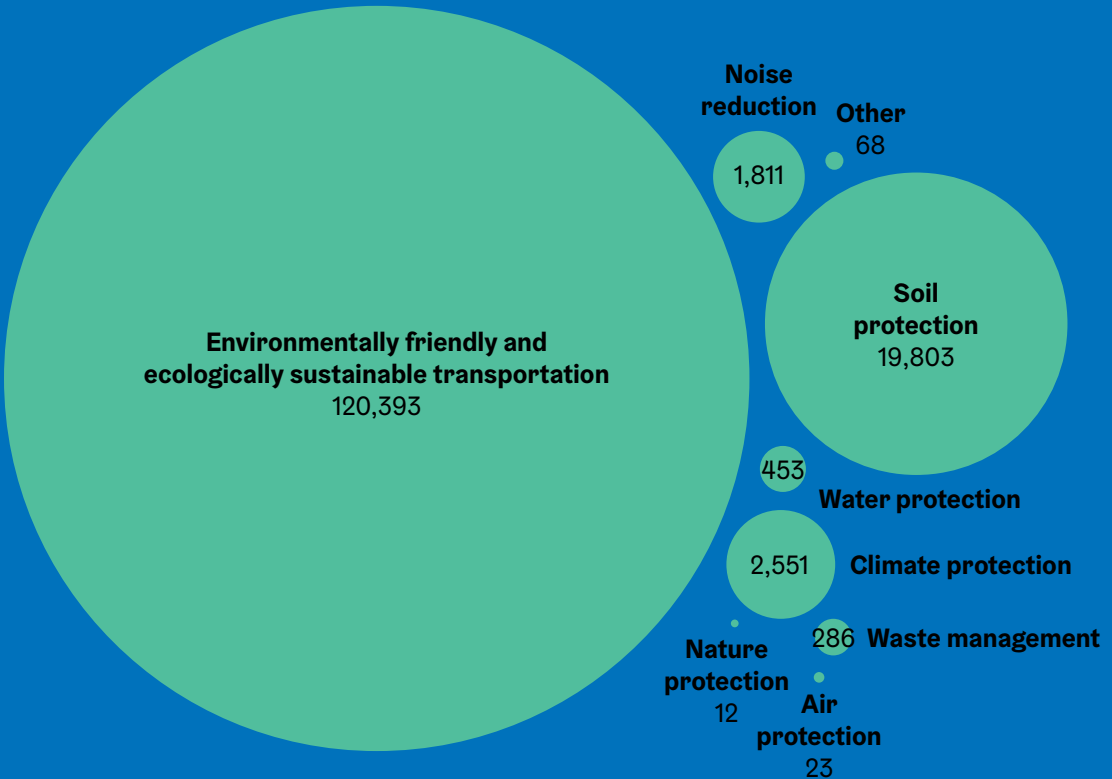 Environmentally friendly and
ecologically sustainable transportation
120,393
Noise
reduction
1,811
Other
68
Soil
protection
19,803
453
Water protection
2,551
Climate protection
286
Waste management
Nature
protection
12
Air
protection
23